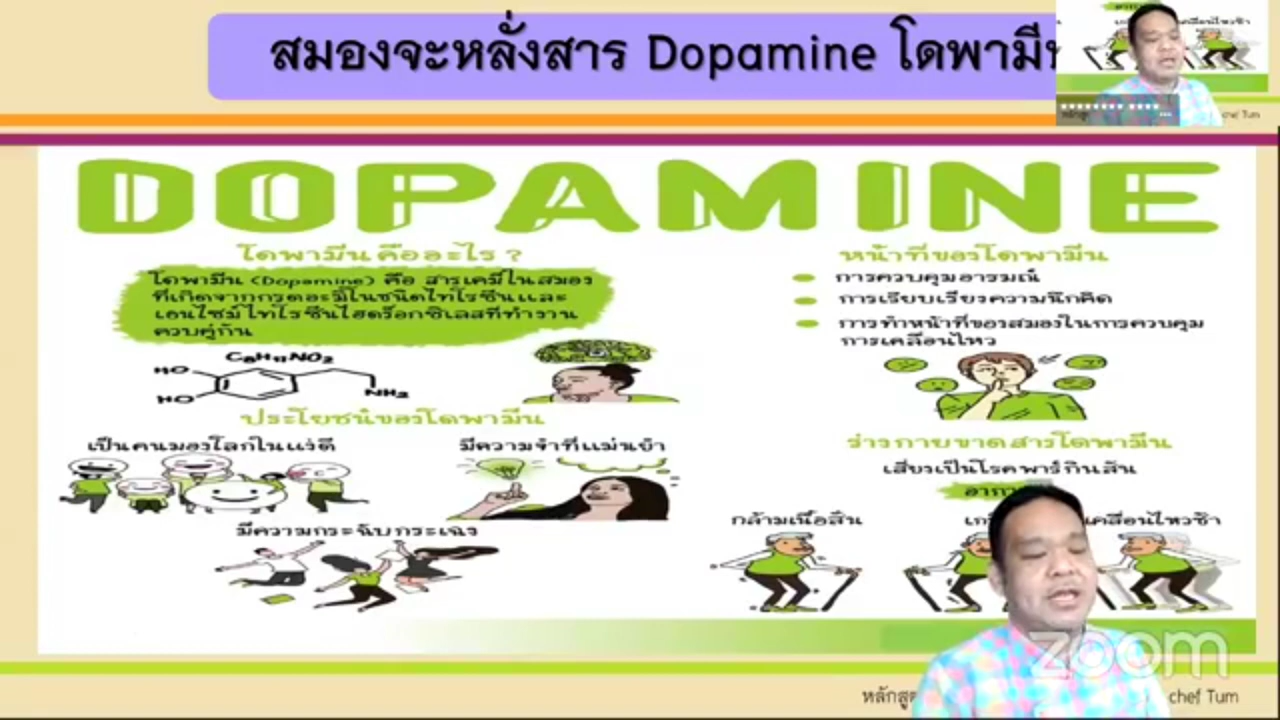 สมองจะหลั่งสาร Dopamine โดพามีน
chef Tum
DOPAMINE
โดพามีนคืออะไร ?
โดพามีน (Dopamine) คือ สารเคมีในสมอง
ที่เกิดจากกรดอะมิโนชนิดไทโรซีนและ
เอนไซม์ไทโรซีนไฮดร็อกซิเลสที่ทำงาน
ควบคู่กัน
C8H11NO2
HO
HO
NH2
ประโยชน์ของโดพามีน
เป็นคนมองโลกในแง่ดี
มีความจำที่แม่นยำ
มีความกระฉับกระเฉง
หน้าที่ของโดพามีน
การควบคุมอารมณ์
การเรียบเรียงความนึกคิด
การทำหน้าที่ของสมองในการควบคุม
การเคลื่อนไหว
ร่างกายขาดสารโดพามีน
เสี่ยงเป็นโรคพาร์กินสัน
กล้ามเนื้อสั่น
เคลื่อนไหวช้า
zoom
chef Tum